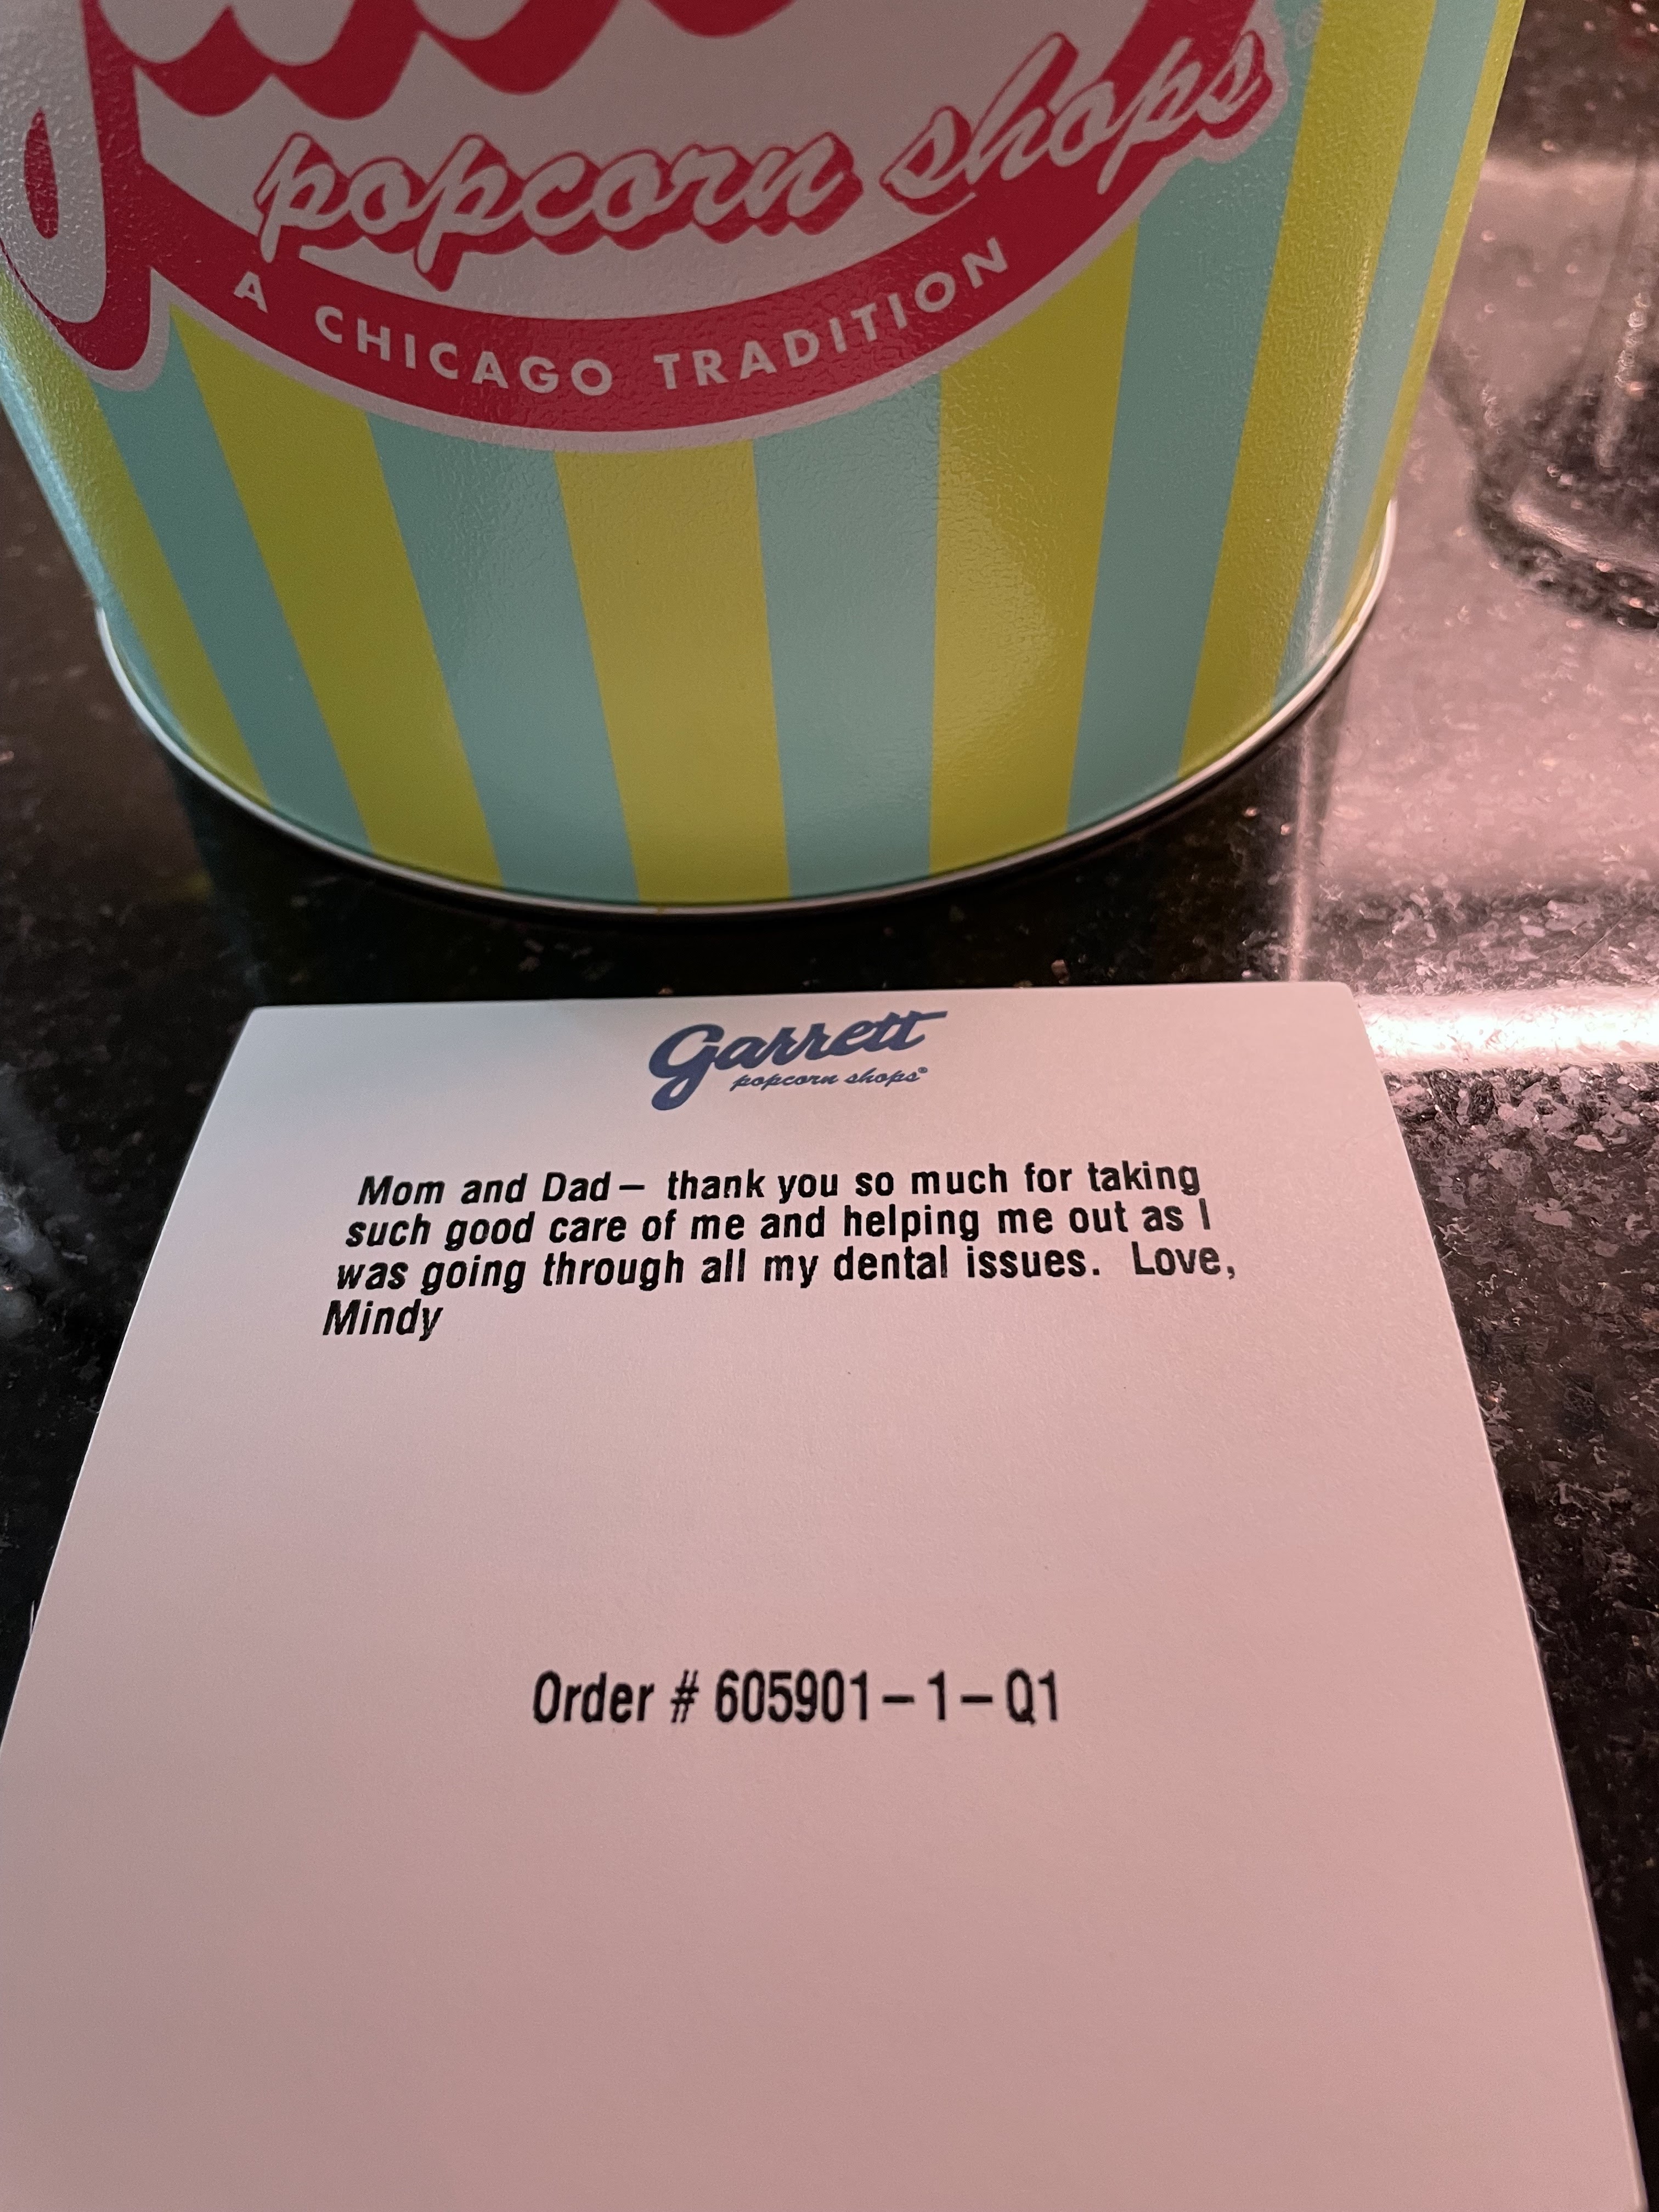 popcorn shops
A CHICAGO TRADITION
Garrett
popcorn shops®
Mom and Dad– thank you so much for taking
such good care of me and helping me out as I
was going through all my dental issues.  Love,
Mindy
Order # 605901–1–Q1